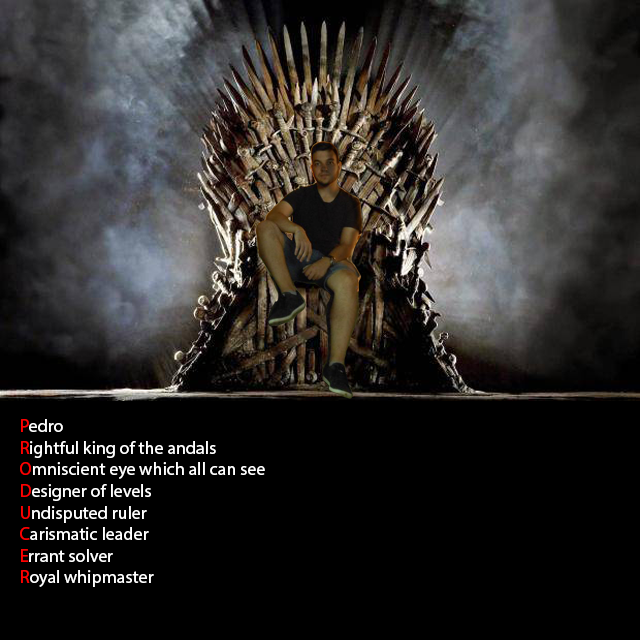 Pedro
Rightful king of the andals
Omniscient eye which all can see
Designer of levels
Undisputed ruler
Carismatic leader
Errant solver
Royal whipmaster